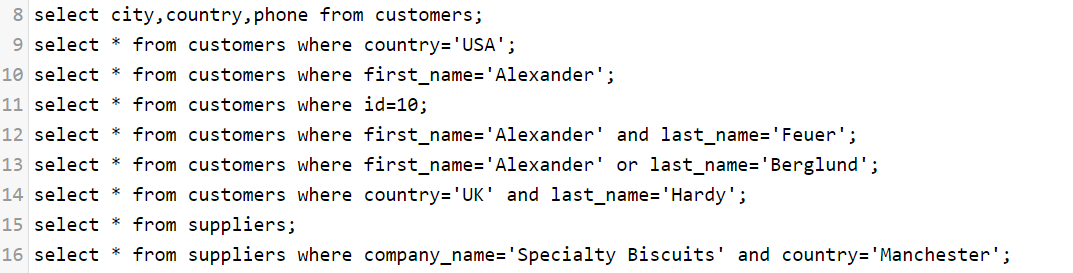 8 select city,country,phone from customers;
9 select * from customers where country='USA';
10 select * from customers where first_name='Alexander';
11 select * from customers where id=10;
12 select * from customers where first_name='Alexander' and last_name='Feuer';
13 select * from customers where first_name='Alexander' or last_name='Berglund';
14 select * from customers where country='UK' and last_name='Hardy';
15 select * from suppliers;
16 select * from suppliers where company_name='Specialty Biscuits' and country='Manchester';